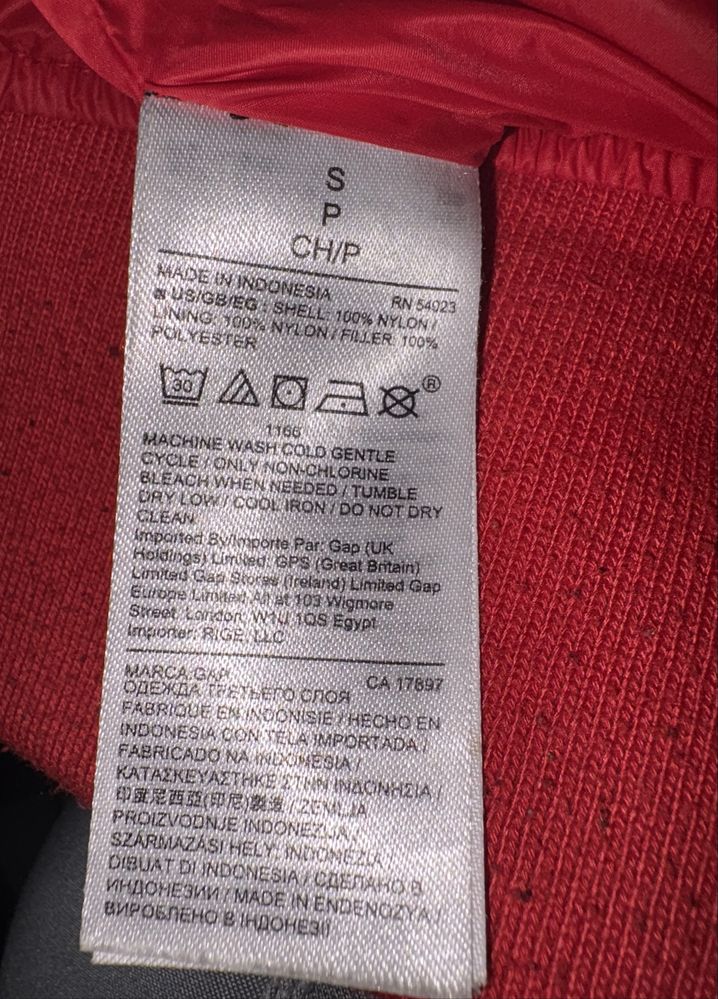 S
P
CH/P
MADE IN INDONESIA RN 54023
US/GB/EG : SHELL: 100% NYLON /
LINING: 100% NYLON / FILLER: 100%
POLYESTER
30 ®
1166
MACHINE WASH COLD GENTLE
CYCLE / ONLY NON-CHLORINE
BLEACH WHEN NEEDED / TUMBLE
DRY LOW / COOL IRON / DO NOT DRY
CLEAN
Imported By/Importe Par: Gap (UK
Holdings) Limited: GPS (Great Britain)
Limited Gap Stores (Ireland) Limited Gap
Europe Limited All at 103 Wigmore
Street, London, W1U 1QS Egypt
Importer: RIGE, LLC
MARCA GAP CA 17897
ОДЕЖДА ТРЕТЬЕГО СЛОЯ
FABRIQUE EN INDONISIE / HECHO EN
INDONESIA CON TELA IMPORTADA /
FABRICADO NA INDONESIA /
ΚΑΤΑΣΚΕΥΑΣΤΗΚΕ ΣΤΗΝ ΙΝΔΟΝΗΣΙΑ /
印度尼西亞(印尼)製造 / ZEMLJA
PROIZVODNJE INDONEZIJA /
SZÁRMAZÁSI HELY: INDONÉZIA /
DIBUAT DI INDONESIA / СДЕЛАНО В
ИНДОНЕЗИИ / MADE IN ENDENOZYA /
ВИРОБЛЕНО В ІНДОНЕЗІЇ